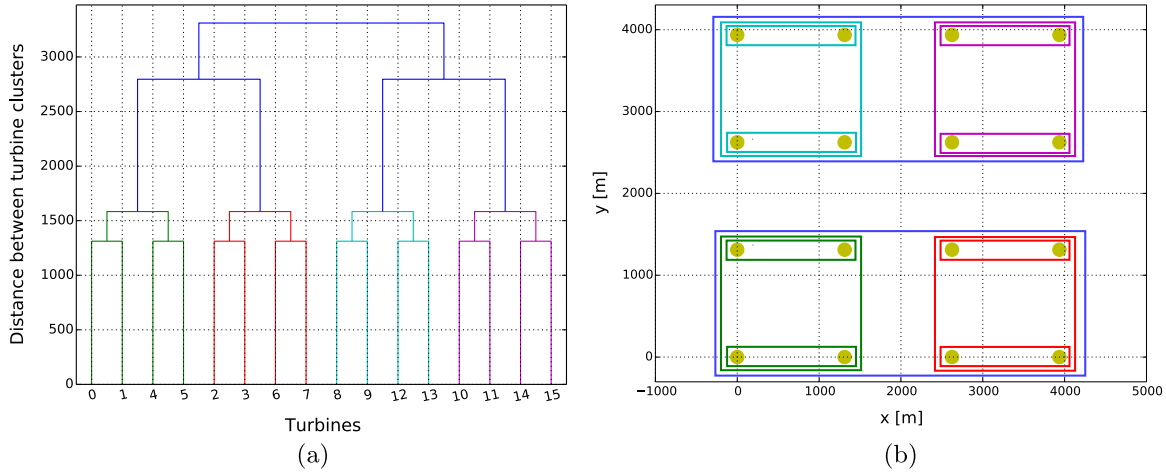 Distance between turbine clusters
3000
2500
2000
1500
1000
500
0
0 1 4 5 2 3 6 7 8 9 12 13 10 11 14 15
Turbines
(a)
y [m]
4000
3000
2000
1000
0
−1000 0 1000 2000 3000 4000 5000
x [m]
(b)